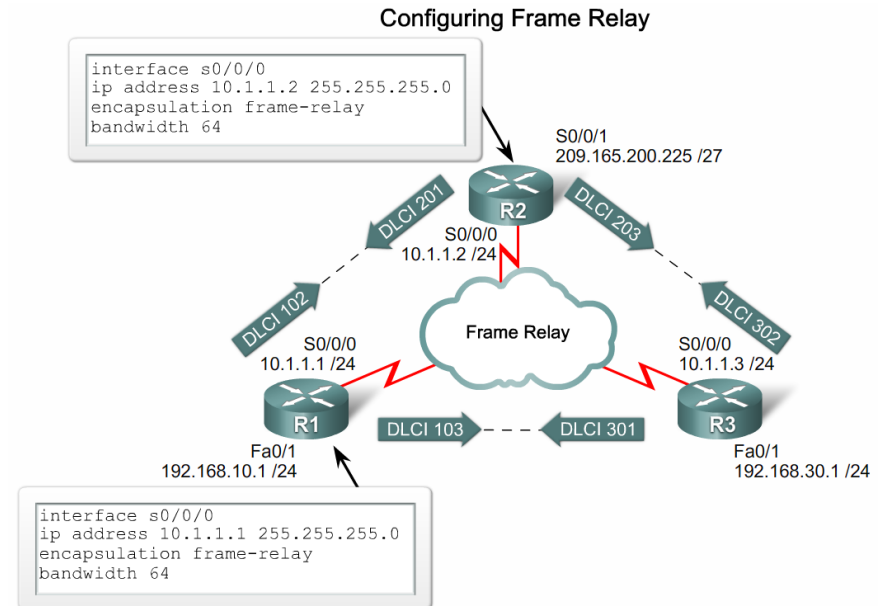 Configuring Frame Relay
interface s0/0/0
ip address 10.1.1.2 255.255.255.0
encapsulation frame-relay
bandwidth 64
S0/0/1
209.165.200.225 /27
R2
DLCI 201
DLCI 203
S0/0/0
10.1.1.2 /24
DLCI 102
DLCI 302
Frame Relay
S0/0/0
10.1.1.1 /24
S0/0/0
10.1.1.3 /24
R1
DLCI 103
DLCI 301
R3
Fa0/1
192.168.10.1 /24
Fa0/1
192.168.30.1 /24
interface s0/0/0
ip address 10.1.1.1 255.255.255.0
encapsulation frame-relay
bandwidth 64